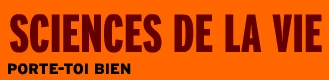 SCIENCES DE LA VIE
PORTE-TOI BIEN